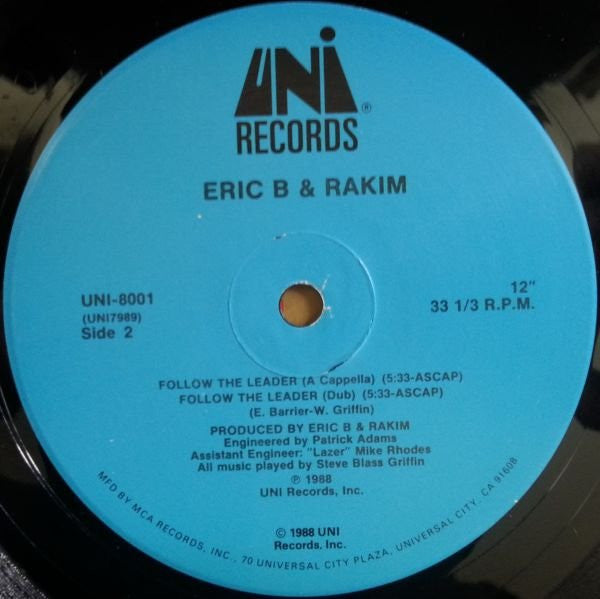 UNI
®
RECORDS
ERIC B & RAKIM
UNI-8001
(UNI7989)
Side 2
12"
33 1/3 R.P.M.
FOLLOW THE LEADER (A Cappella) (5:33-ASCAP)
FOLLOW THE LEADER (Dub) (5:33-ASCAP)
(E. Barrier-W. Griffin)
PRODUCED BY ERIC B & RAKIM
Engineered by Patrick Adams
Assistant Engineer: "Lazer" Mike Rhodes
All music played by Steve Blass Griffin
℗ 1988
UNI Records, Inc.
© 1988 UNI
Records, Inc.
MFD BY MCA RECORDS, INC., 70 UNIVERSAL CITY PLAZA, UNIVERSAL CITY, CA 91608